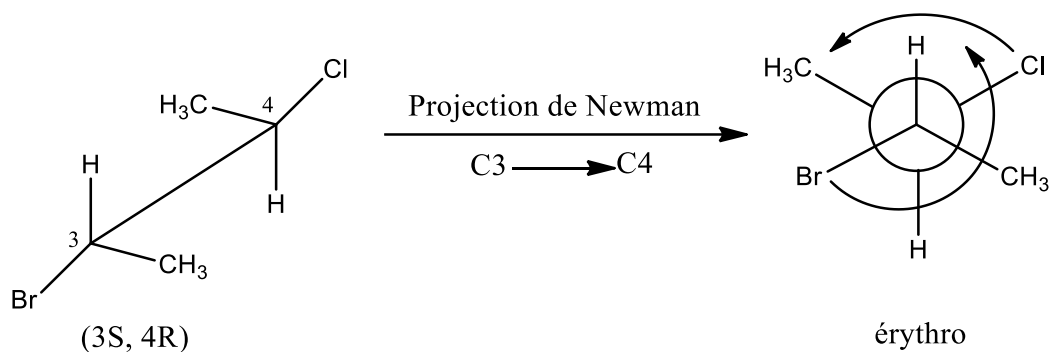 H₃C
4
Cl
H
H
3
CH₃
Br
(3S, 4R)
Projection de Newman
C3 → C4
H
H₃C
Cl
Br
CH₃
H
érythro